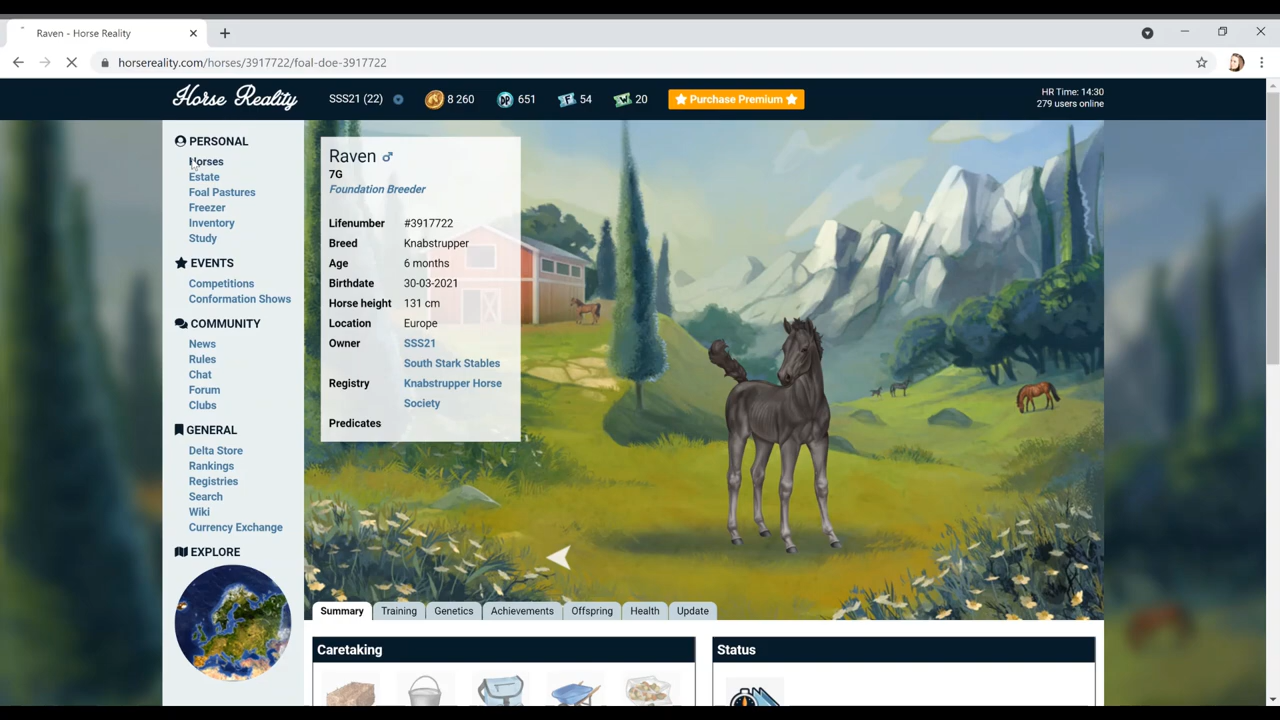 Raven - Horse Reality
horsereality.com/horses/3917722/foal-doe-3917722
Horse Reality
SSS21 (22)
8 260
651
54
20
Purchase Premium
HR Time: 14:30
279 users online
PERSONAL
Horses
Estate
Foal Pastures
Freezer
Inventory
Study
EVENTS
Competitions
Conformation Shows
COMMUNITY
News
Rules
Chat
Forum
Clubs
GENERAL
Delta Store
Rankings
Registries
Search
Wiki
Currency Exchange
EXPLORE
Raven
7G
Foundation Breeder
Lifenumber #3917722
Breed Knabstrupper
Age 6 months
Birthdate 30-03-2021
Horse height 131 cm
Location Europe
Owner SSS21
South Stark Stables
Registry Knabstrupper Horse
Society
Predicates
Summary Training Genetics Achievements Offspring Health Update
Caretaking
Status